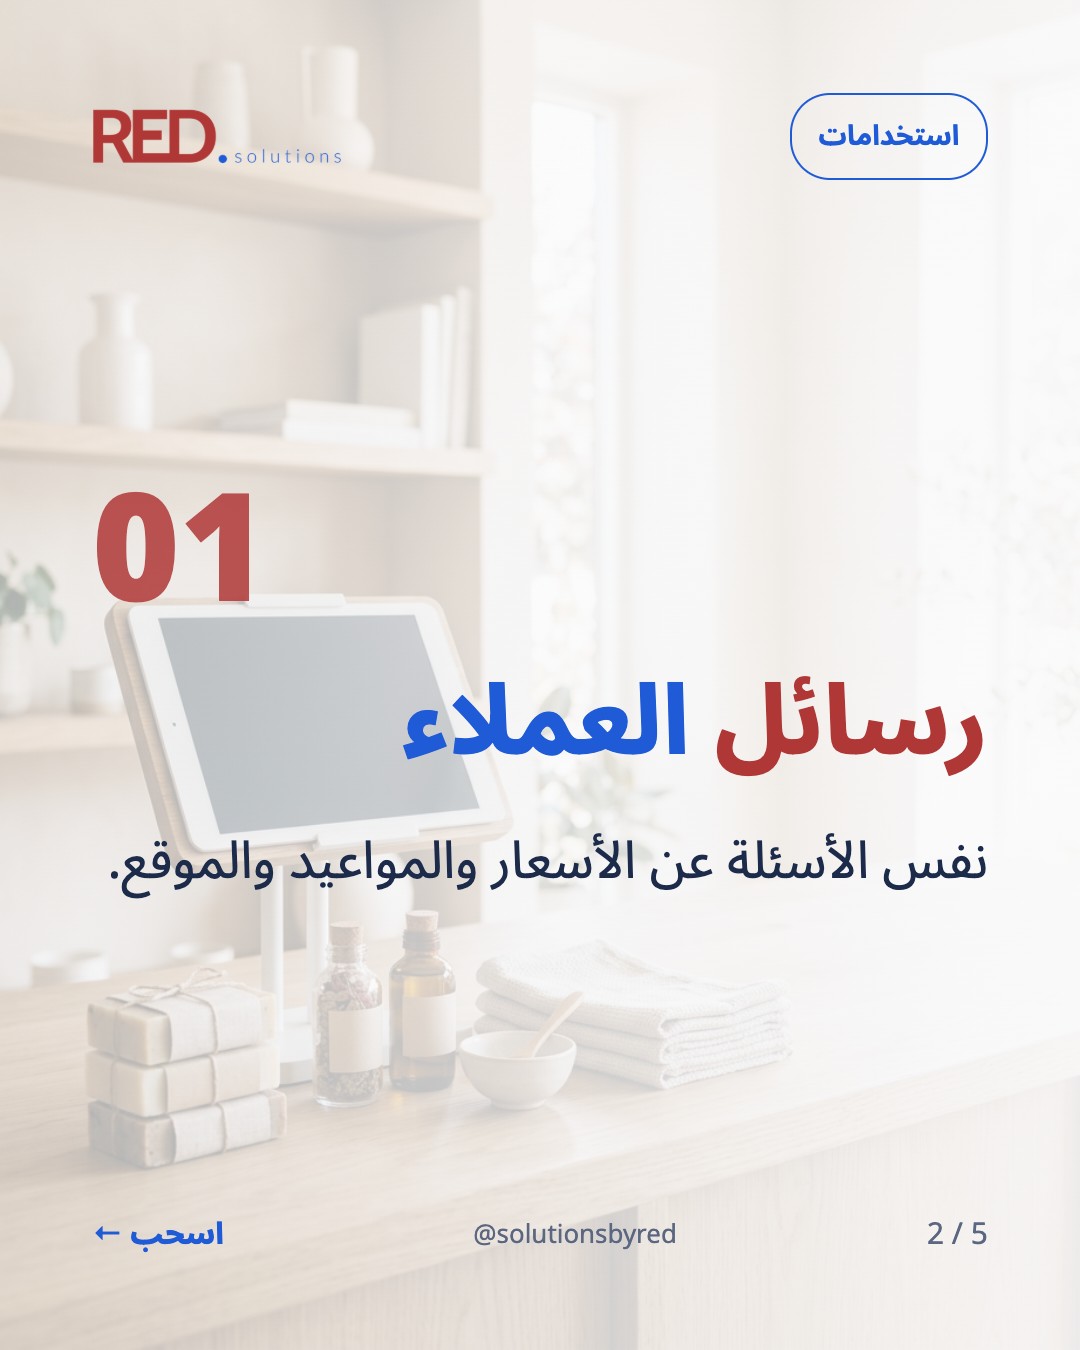 RED.solutions
استخدامات
01
رسائل العملاء
نفس الأسئلة عن الأسعار والمواعيد والموقع.
اسحب ←
@solutionsbyred
2 / 5